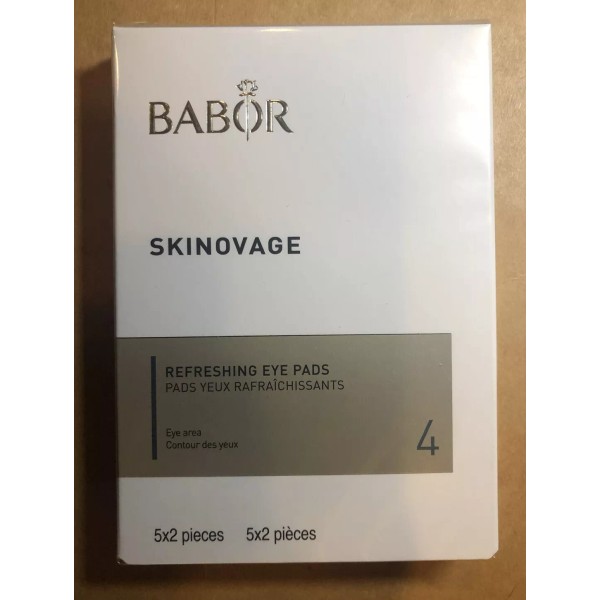 BABOR
SKINOVAGE
REFRESHING EYE PADS
PADS YEUX RAFRAÎCHISSANTS
Eye area
Contour des yeux
4
5x2 pieces 5x2 pièces